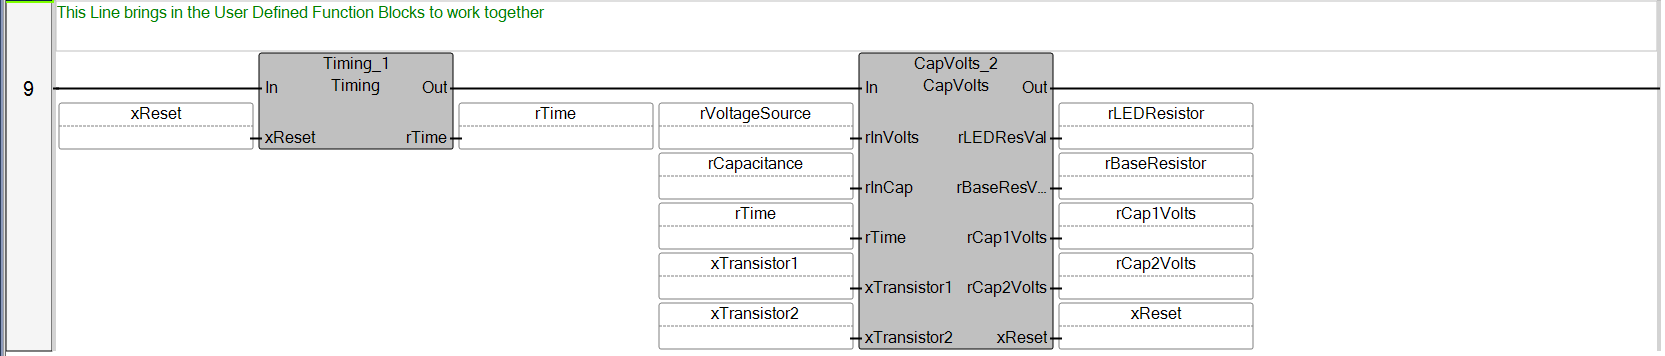 This Line brings in the User Defined Function Blocks to work together
9
Timing_1
CapVolts_2
In Timing Out
In CapVolts Out
xReset
rTime
rVoltageSource
rLEDResistor
xReset rTime
rInVolts rLEDResVal
rCapacitance
rBaseResistor
rInCap rBaseResV...
rTime
rCap1Volts
rTime rCap1Volts
xTransistor1
rCap2Volts
xTransistor1 rCap2Volts
xTransistor2
xReset
xTransistor2 xReset